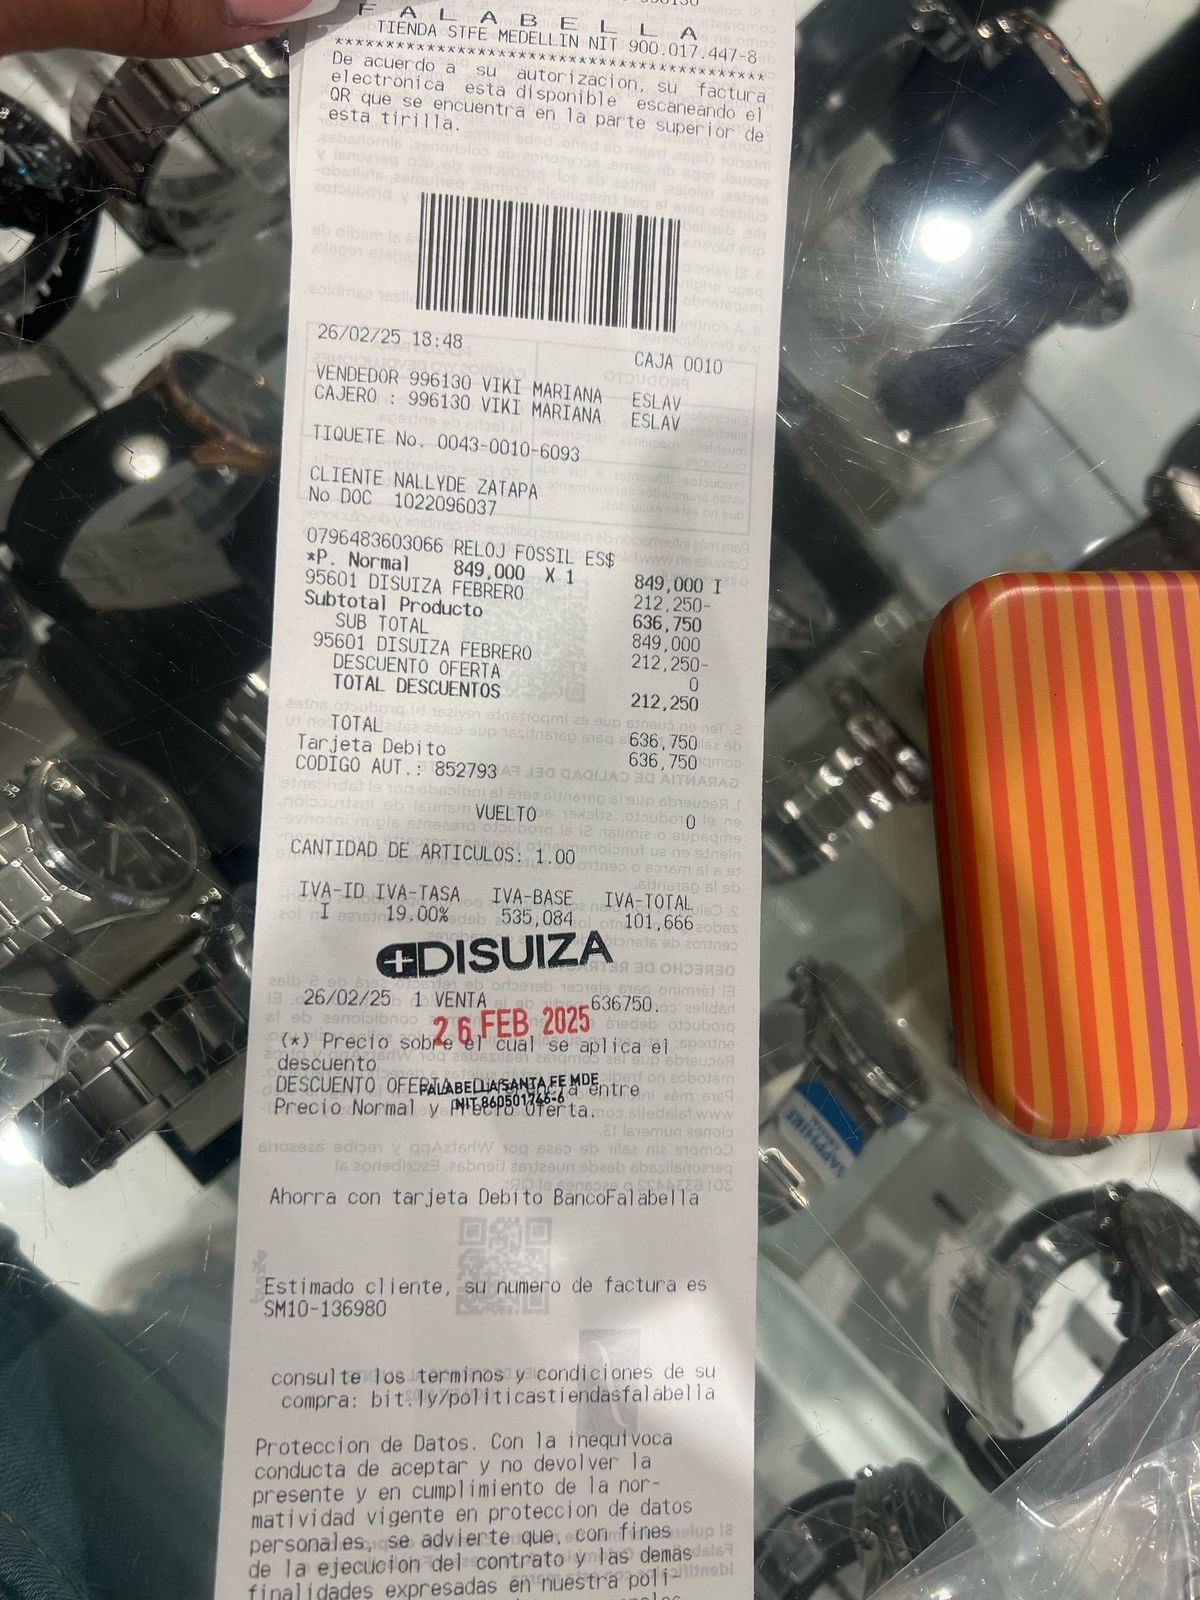 F A L A B E L L A
TIENDA STFE MEDELLIN NIT 900.017.447-8
******************************************
De acuerdo a su autorizacion, su factura
electronica esta disponible escaneando el
QR que se encuentra en la parte superior de
esta tirilla.
26/02/25 18:48 CAJA 0010
VENDEDOR 996130 VIKI MARIANA ESLAV
CAJERO : 996130 VIKI MARIANA ESLAV
TIQUETE No. 0043-0010-6093
CLIENTE NALLYDE ZATAPA
No DOC 1022096037
0796483603066 RELOJ FOSSIL ES$
*P. Normal 849,000 X 1 849,000 I
95601 DISUIZA FEBRERO 212,250-
Subtotal Producto 636,750
SUB TOTAL 849,000
95601 DISUIZA FEBRERO 212,250-
DESCUENTO OFERTA 0
TOTAL DESCUENTOS 212,250
TOTAL 636,750
Tarjeta Debito 636,750
CODIGO AUT.: 852793
VUELTO 0
CANTIDAD DE ARTICULOS: 1.00
IVA-ID IVA-TASA IVA-BASE IVA-TOTAL
I 19.00% 535,084 101,666
DISUIZA
26/02/25 1 VENTA 636750.
26 FEB 2025
(*) Precio sobre el cual se aplica el
descuento
FALABELLA SANTA FE MDE
DESCUENTO OFERTA entre
NIT.860501766-6
Precio Normal y Precio Oferta.
Ahorra con tarjeta Debito BancoFalabella
Estimado cliente, su numero de factura es
SM10-136980
consulte los terminos y condiciones de su
compra: bit.ly/politicastiendasfalabella
Proteccion de Datos. Con la inequivoca
conducta de aceptar y no devolver la
presente y en cumplimiento de la nor-
matividad vigente en proteccion de datos
personales, se advierte que, con fines
de la ejecucion del contrato y las demas
finalidades expresadas en nuestra poli-
SAPPHIRE